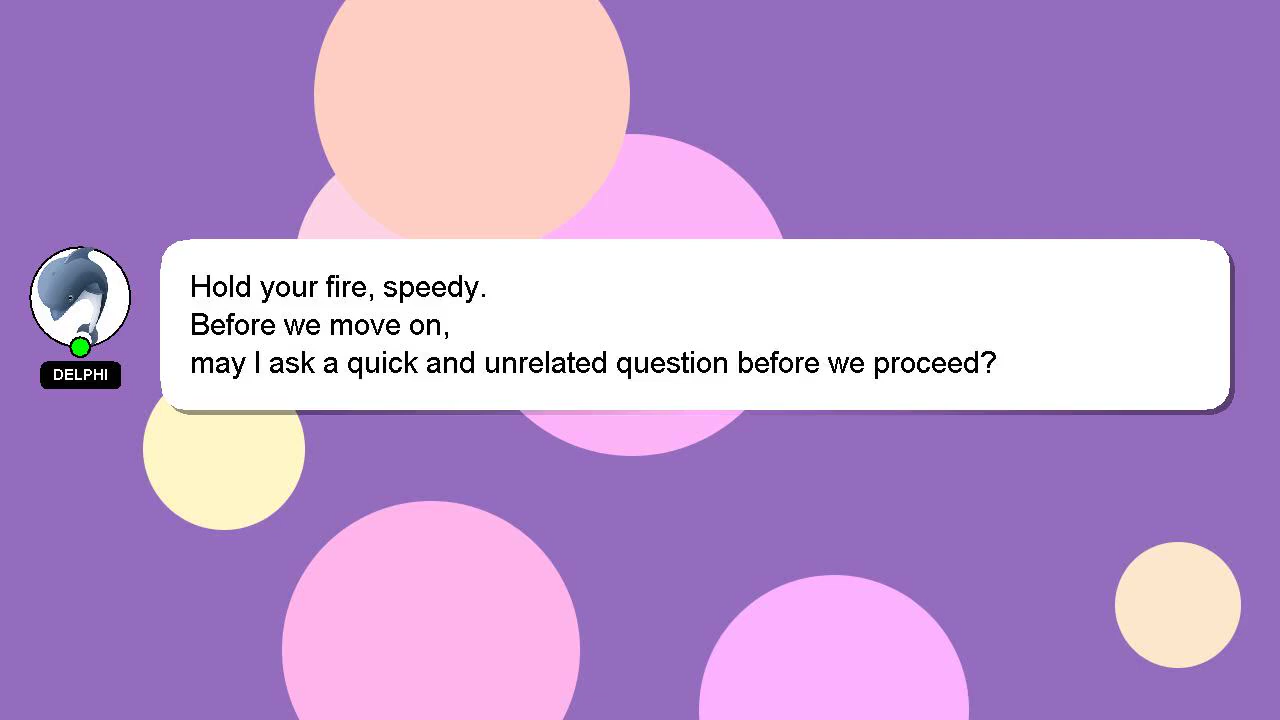 Hold your fire, speedy.
Before we move on,
may I ask a quick and unrelated question before we proceed?
DELPHI